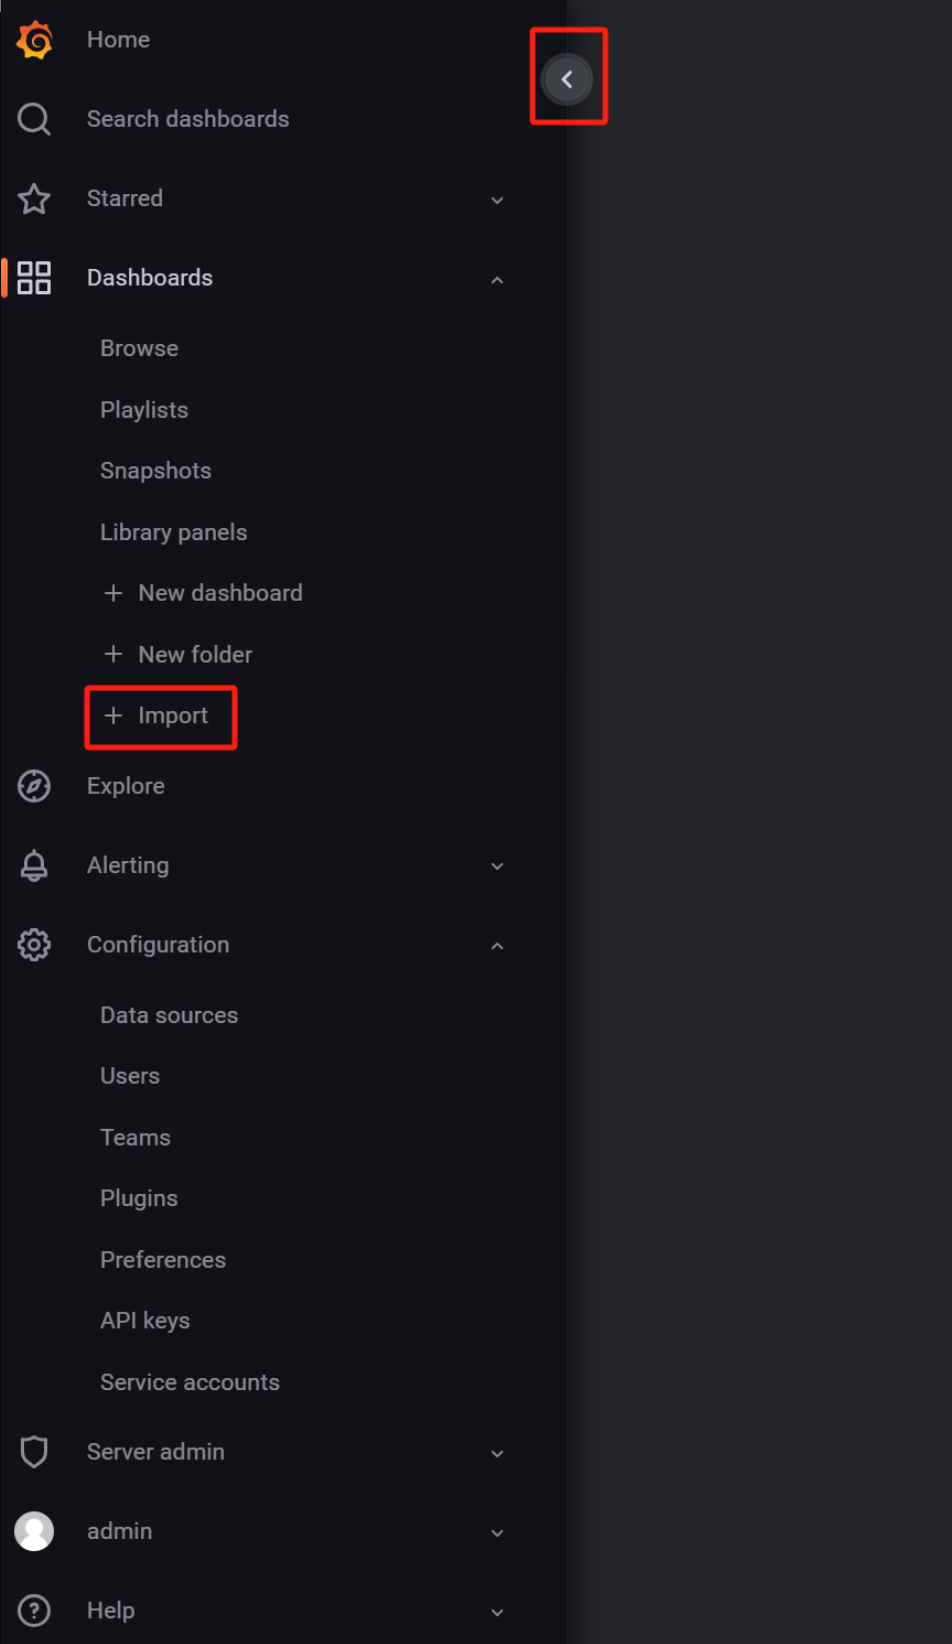 Home
Search dashboards
Starred
Dashboards
Browse
Playlists
Snapshots
Library panels
+ New dashboard
+ New folder
+ Import
Explore
Alerting
Configuration
Data sources
Users
Teams
Plugins
Preferences
API keys
Service accounts
Server admin
admin
Help